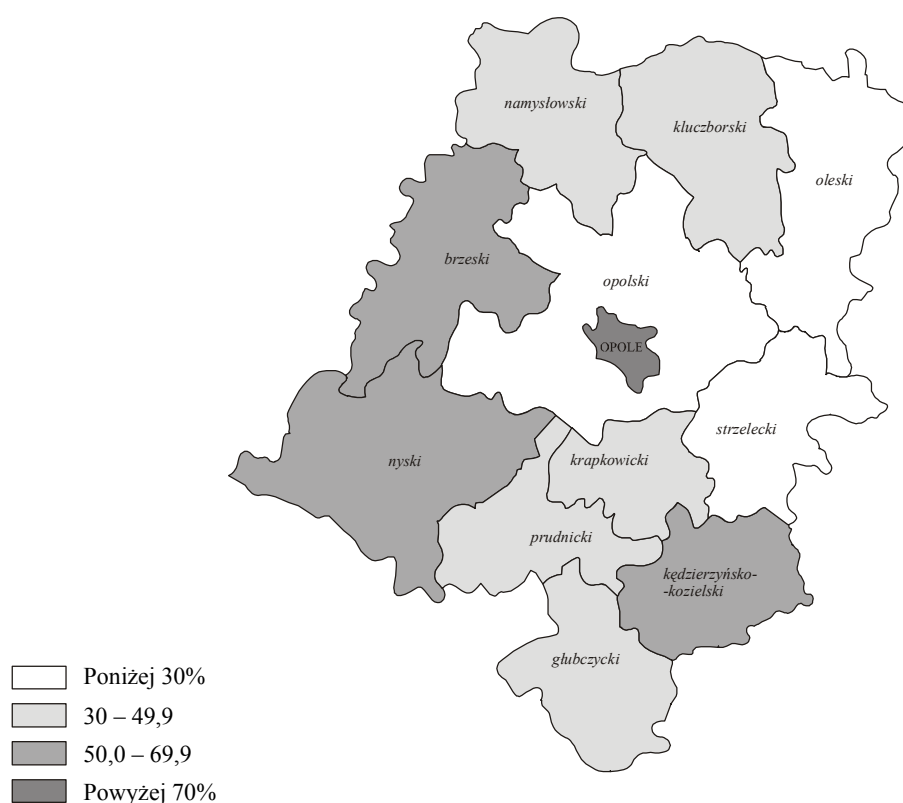 namysłowski
kluczborski
oleski
brzeski
opolski
OPOLE
strzelecki
nyski
krapkowicki
prudnicki
kędzierzyńsko-
-kozielski
głubczycki
Poniżej 30%
30 – 49,9
50,0 – 69,9
Powyżej 70%